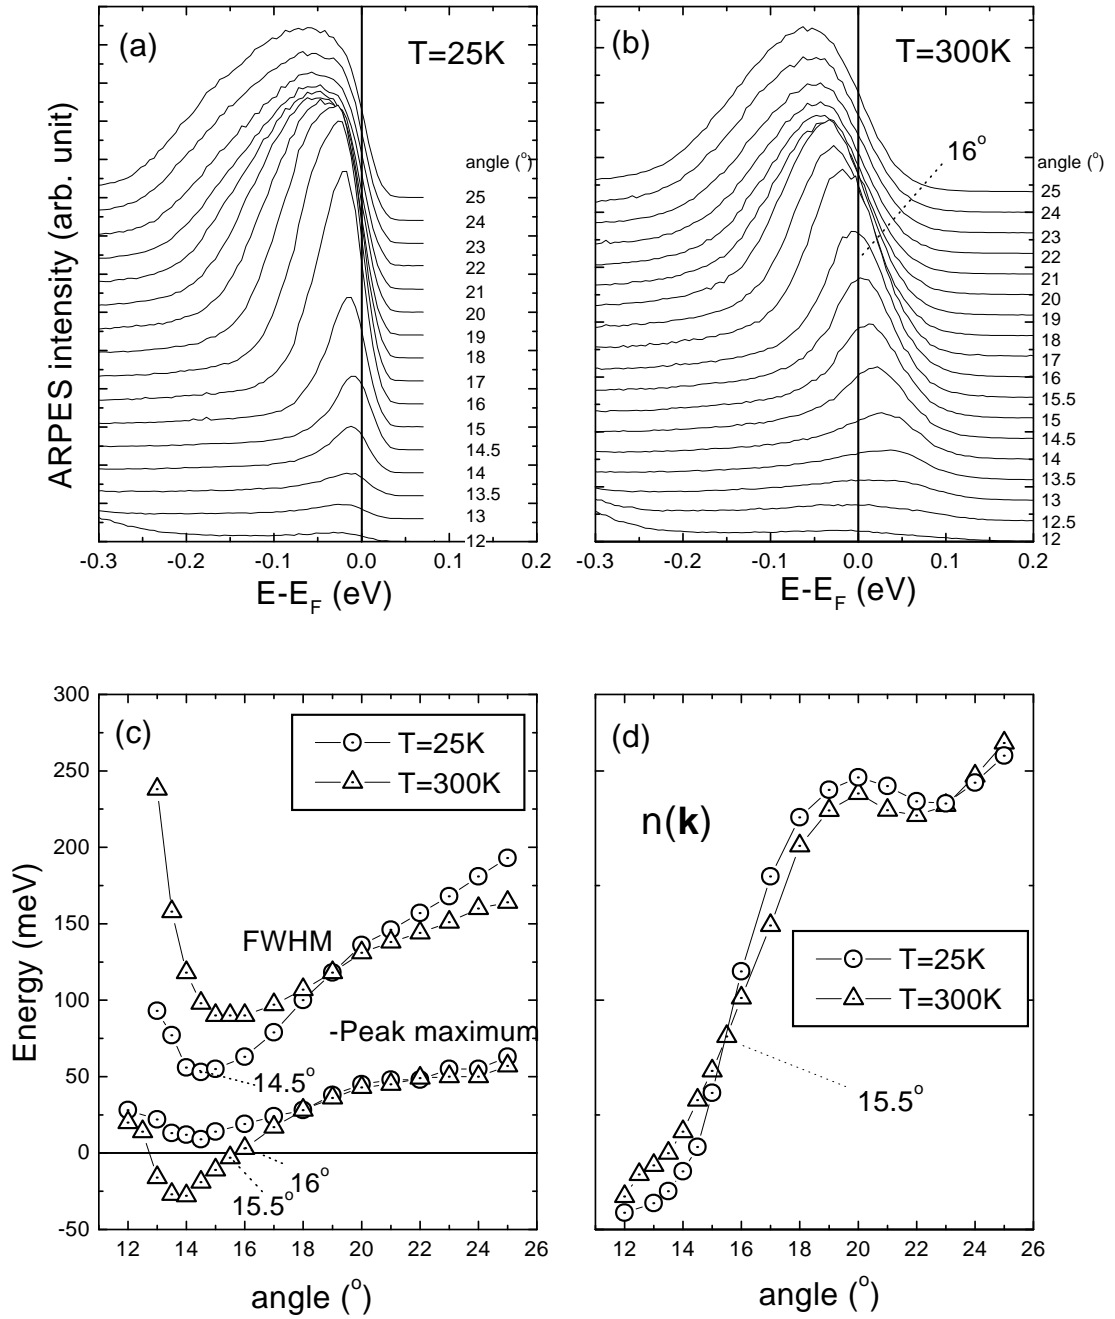 (a)
T=25K
ARPES intensity (arb. unit)
angle (°)
25
24
23
22
21
20
19
18
17
16
15
14.5
14
13.5
13
12
-0.3 -0.2 -0.1 0.0 0.1 0.2
E-E_F (eV)
(b)
T=300K
16°
angle (°)
25
24
23
22
21
20
19
18
17
16
15.5
15
14.5
14
13.5
13
12.5
12
-0.3 -0.2 -0.1 0.0 0.1 0.2
E-E_F (eV)
(c)
T=25K
T=300K
300
250
200
150
100
50
0
-50
Energy (meV)
FWHM
-Peak maximum
14.5°
16°
15.5°
12 14 16 18 20 22 24 26
angle (°)
(d)
n(k)
T=25K
T=300K
15.5°
12 14 16 18 20 22 24 26
angle (°)